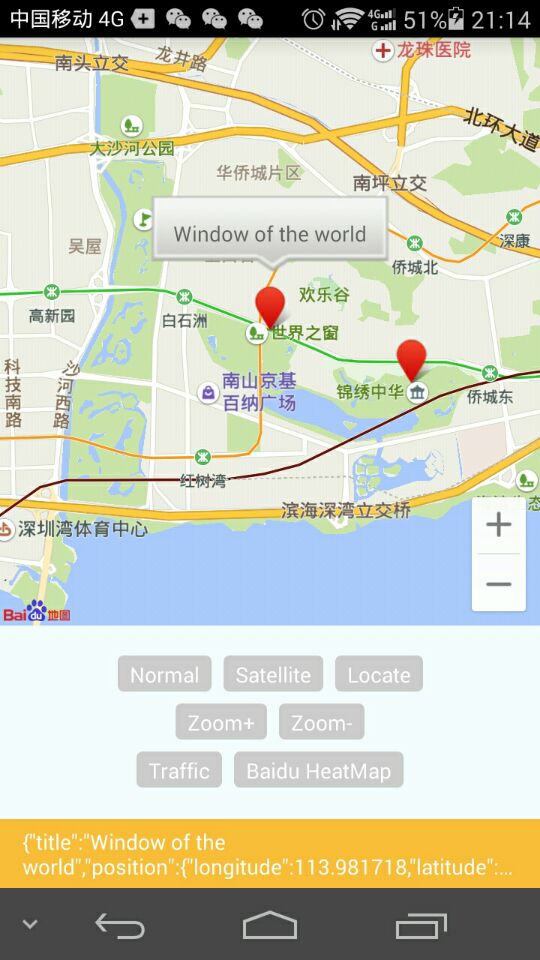 中国移动 4G
4G
G
51%
21:14
龙珠医院
龙井路
南头立交
北环大道
大沙河公园
华侨城片区
南坪立交
深康
Window of the world
吴屋
侨城北
欢乐谷
高新园
白石洲
世界之窗
科技南路
沙河西路
南山京基
百纳广场
锦绣中华
侨城东
红树湾
滨海深湾立交桥
深圳湾体育中心
Bai du 地图
+
−
Normal
Satellite
Locate
Zoom+
Zoom-
Traffic
Baidu HeatMap
{"title":"Window of the
world","position":{"longitude":113.981718,"latitude":...